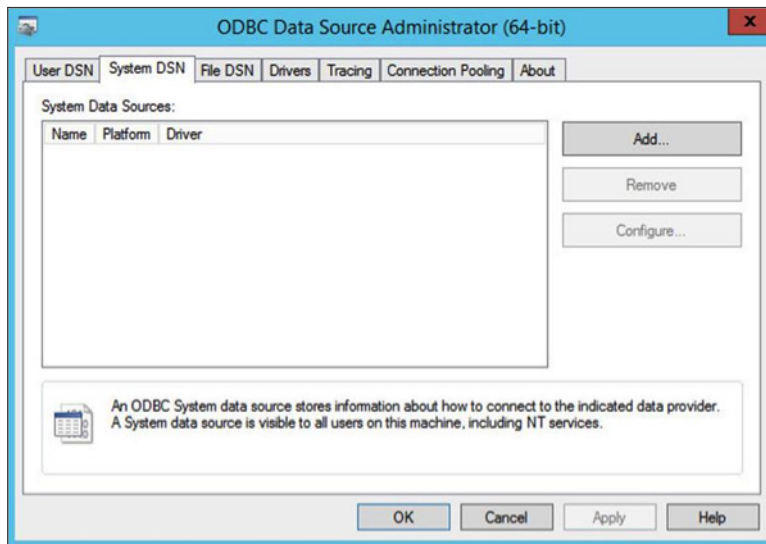 ODBC Data Source Administrator (64-bit)
x
User DSN System DSN File DSN Drivers Tracing Connection Pooling About
System Data Sources:
Name Platform Driver
Add...
Remove
Configure...
An ODBC System data source stores information about how to connect to the indicated data provider.
A System data source is visible to all users on this machine, including NT services.
OK Cancel Apply Help